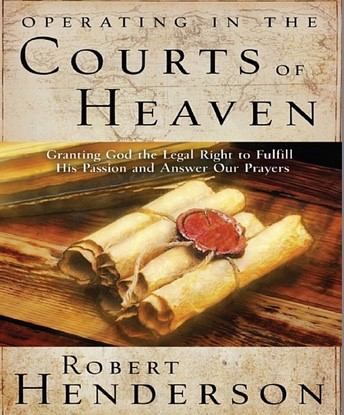 OPERATING IN THE
COURTS OF
HEAVEN
Granting God the Legal Right to Fulfill
His Passion and Answer Our Prayers
ROBERT
HENDERSON